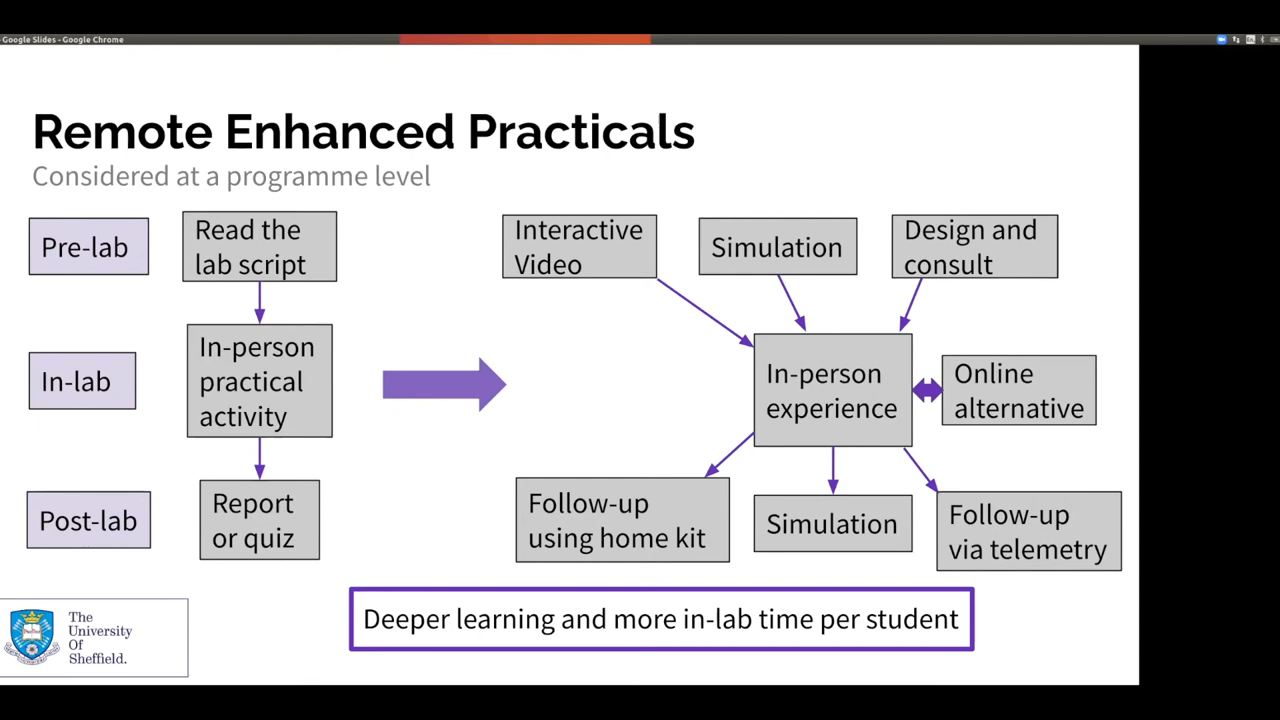 Google Slides - Google Chrome
Remote Enhanced Practicals
Considered at a programme level
Pre-lab
Read the
lab script
Interactive
Video
Simulation
Design and
consult
In-lab
In-person
practical
activity
In-person
experience
Online
alternative
Post-lab
Report
or quiz
Follow-up
using home kit
Simulation
Follow-up
via telemetry
Deeper learning and more in-lab time per student
The
University
Of
Sheffield.